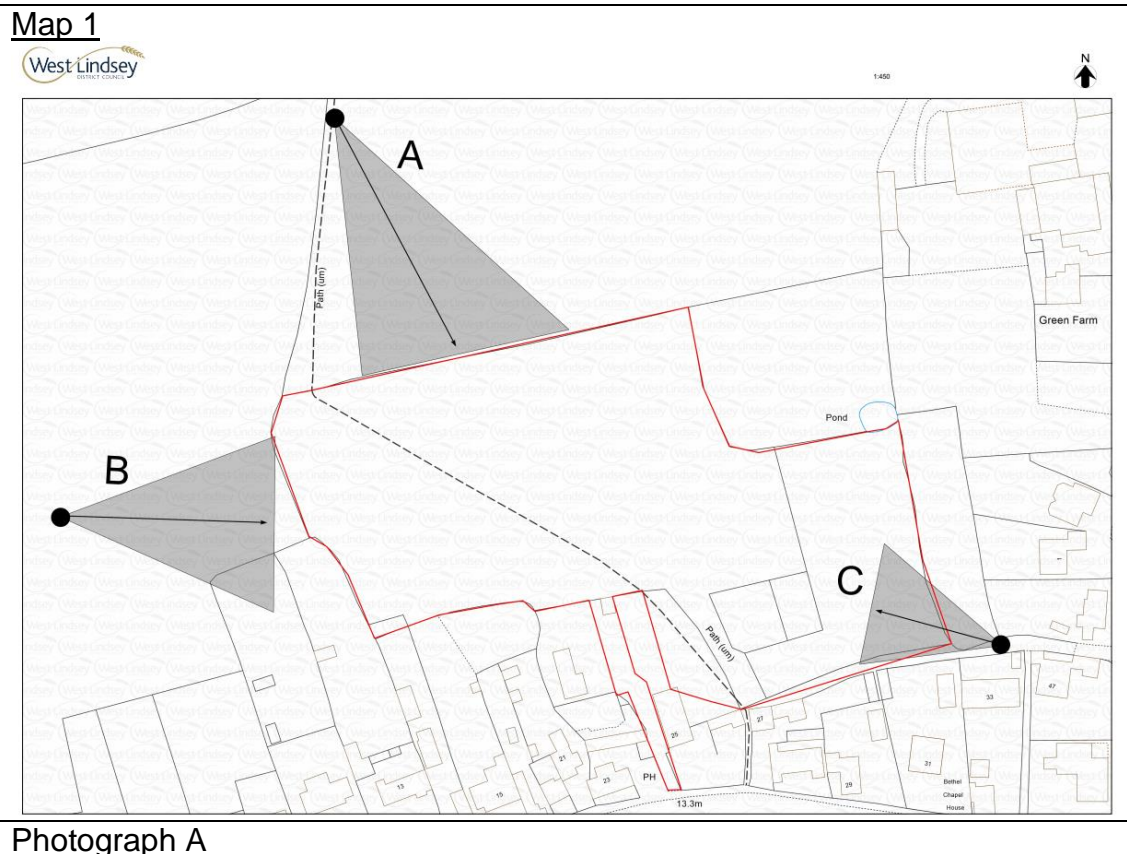 Map 1
West Lindsey
DISTRICT COUNCIL
1:450
N
A
Path (um)
Green Farm
Pond
B
C
Path (um)
47
33
27
25
21
23
31
13
29
15
PH
Bethel
Chapel
House
13.3m
Photograph A